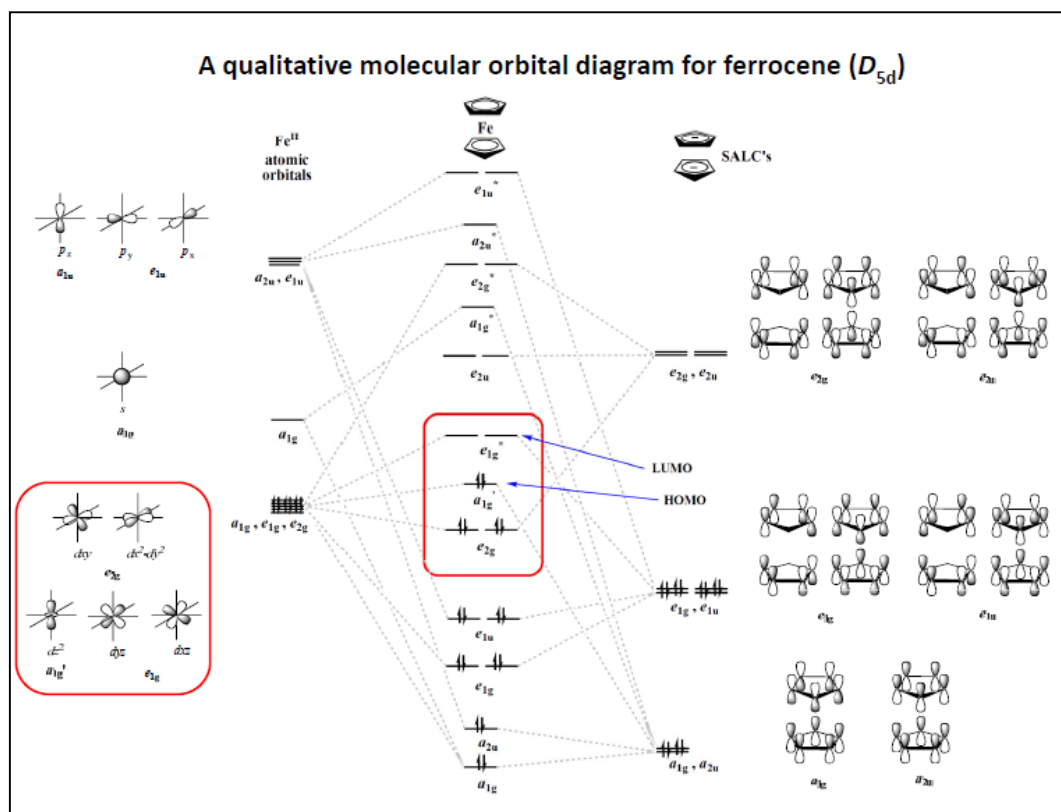 A qualitative molecular orbital diagram for ferrocene (D5d)
Fe
FeII
atomic
orbitals
SALC's
e1u*
pz py px
a1u e1u
a2u*
a2u, e1u
e2g*
a1g*
e2u
e2g, e2u
e2g e2u
s
a1g
a1g
e1g*
LUMO
HOMO
a1g'
a1g, e1g, e2g
e2g
dxy dx2-dy2
e2g
e1g, e1u
e1g e1u
e1u
dz2 dyz dxz
a1g' e1g
e1g
a2u
a1g, a2u
a1g
a1g a2u